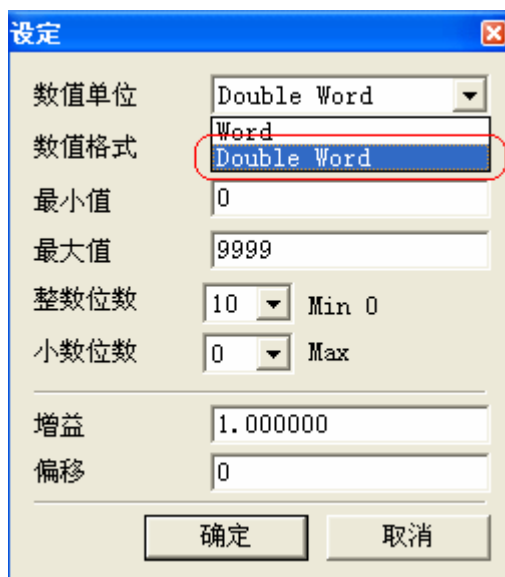 设定
数值单位 Double Word
Word
数值格式 Double Word
最小值 0
最大值 9999
整数位数 10 Min 0
小数位数 0 Max
增益 1.000000
偏移 0
确定 取消